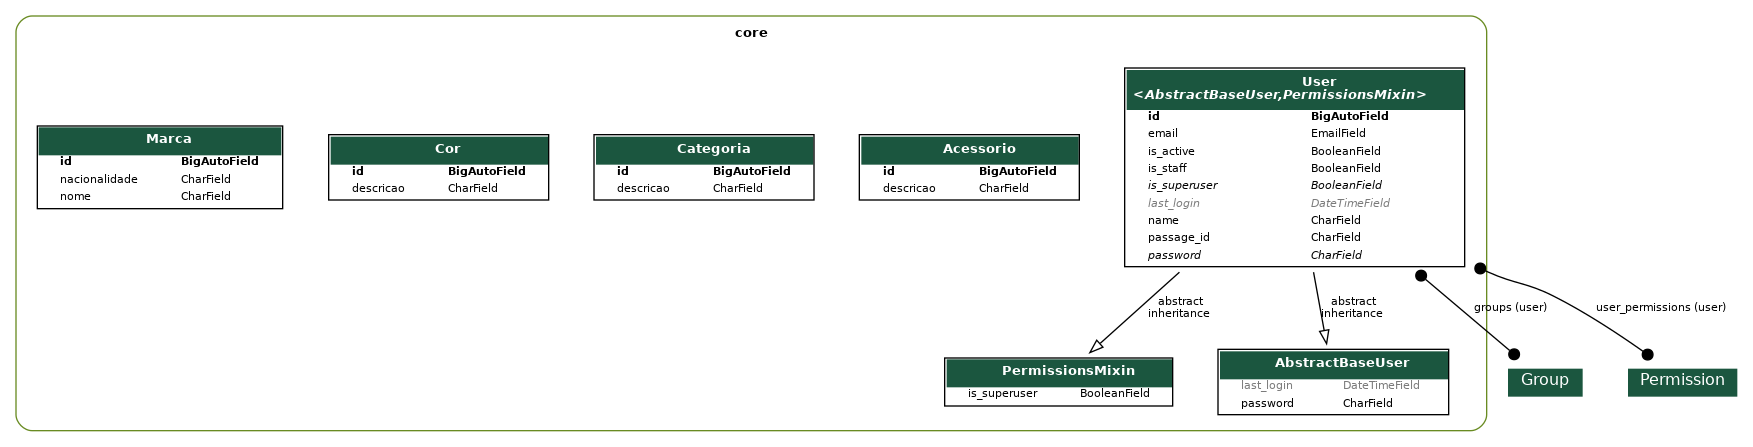 core
Marca
id BigAutoField
nacionalidade CharField
nome CharField
Cor
id BigAutoField
descricao CharField
Categoria
id BigAutoField
descricao CharField
Acessorio
id BigAutoField
descricao CharField
User
<AbstractBaseUser,PermissionsMixin>
id BigAutoField
email EmailField
is_active BooleanField
is_staff BooleanField
is_superuser BooleanField
last_login DateTimeField
name CharField
passage_id CharField
password CharField
abstract
inheritance
abstract
inheritance
groups (user)
user_permissions (user)
PermissionsMixin
is_superuser BooleanField
AbstractBaseUser
last_login DateTimeField
password CharField
Group
Permission